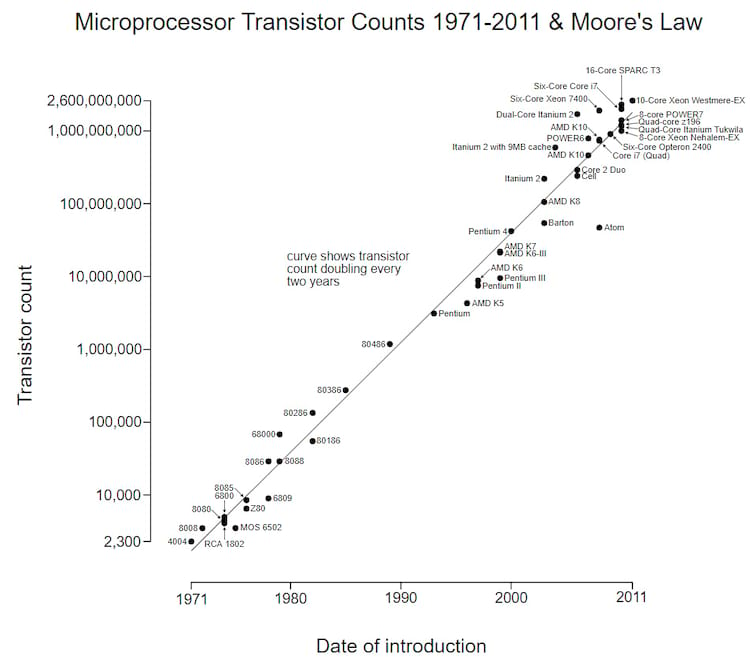 Microprocessor Transistor Counts 1971-2011 & Moore's Law
16-Core SPARC T3
Six-Core Core i7
Six-Core Xeon 7400
10-Core Xeon Westmere-EX
Dual-Core Itanium 2
8-core POWER7
Quad-core z196
AMD K10
Quad-Core Itanium Tukwila
POWER6
8-Core Xeon Nehalem-EX
Itanium 2 with 9MB cache
Six-Core Opteron 2400
AMD K10
Core i7 (Quad)
Core 2 Duo
Itanium 2
Cell
AMD K8
Barton
Atom
Pentium 4
AMD K7
AMD K6-III
curve shows transistor
count doubling every
two years
AMD K6
Pentium III
Pentium II
AMD K5
Pentium
80486
80386
80286
68000
80186
8086
8088
8085
6800
6809
8080
Z80
8008
MOS 6502
4004
RCA 1802
2,600,000,000
1,000,000,000
100,000,000
10,000,000
1,000,000
100,000
10,000
2,300
Transistor count
1971
1980
1990
2000
2011
Date of introduction